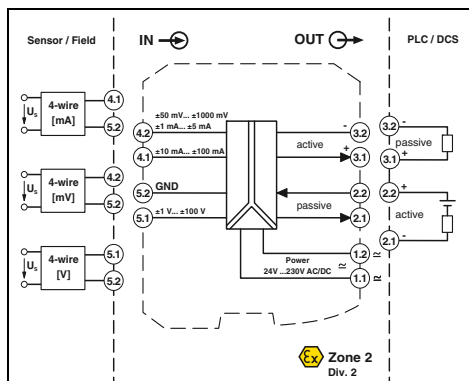 Sensor / Field
IN
OUT
PLC / DCS
Us
4-wire
[mA]
4.1
5.2
Us
4-wire
[mV]
4.2
5.2
Us
4-wire
[V]
5.1
5.2
±50 mV... ±1000 mV
±1 mA... ±5 mA
4.2
±10 mA... ±100 mA
4.1
GND
5.2
±1 V... ±100 V
5.1
-
3.2
active
+
3.1
2.2
passive
2.1
Power
24V ...230V AC/DC
1.2
≂
≂
1.1
≂
3.2
-
passive
3.1
+
2.2
+
active
2.1
-
Ex
Zone 2
Div. 2